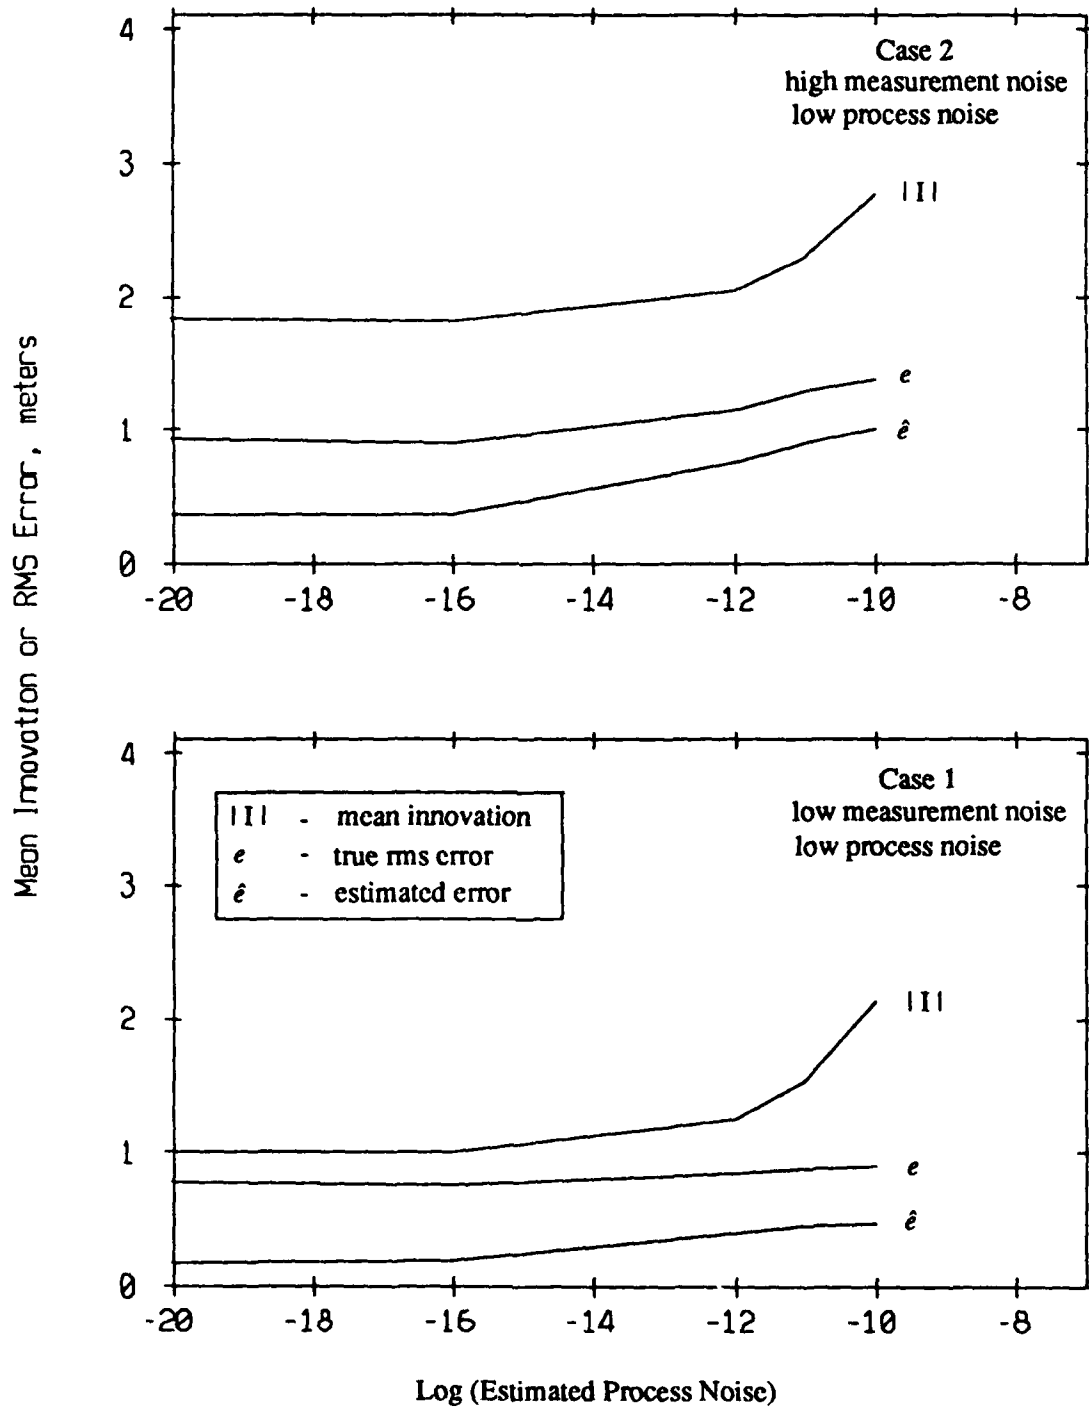 Mean Innovation or RMS Error, meters
4
3
2
1
0
Case 2
high measurement noise
low process noise
|I|
e
ê
-20 -18 -16 -14 -12 -10 -8
4
3
2
1
0
Case 1
low measurement noise
low process noise
|I| - mean innovation
e - true rms error
ê - estimated error
|I|
e
ê
-20 -18 -16 -14 -12 -10 -8
Log (Estimated Process Noise)